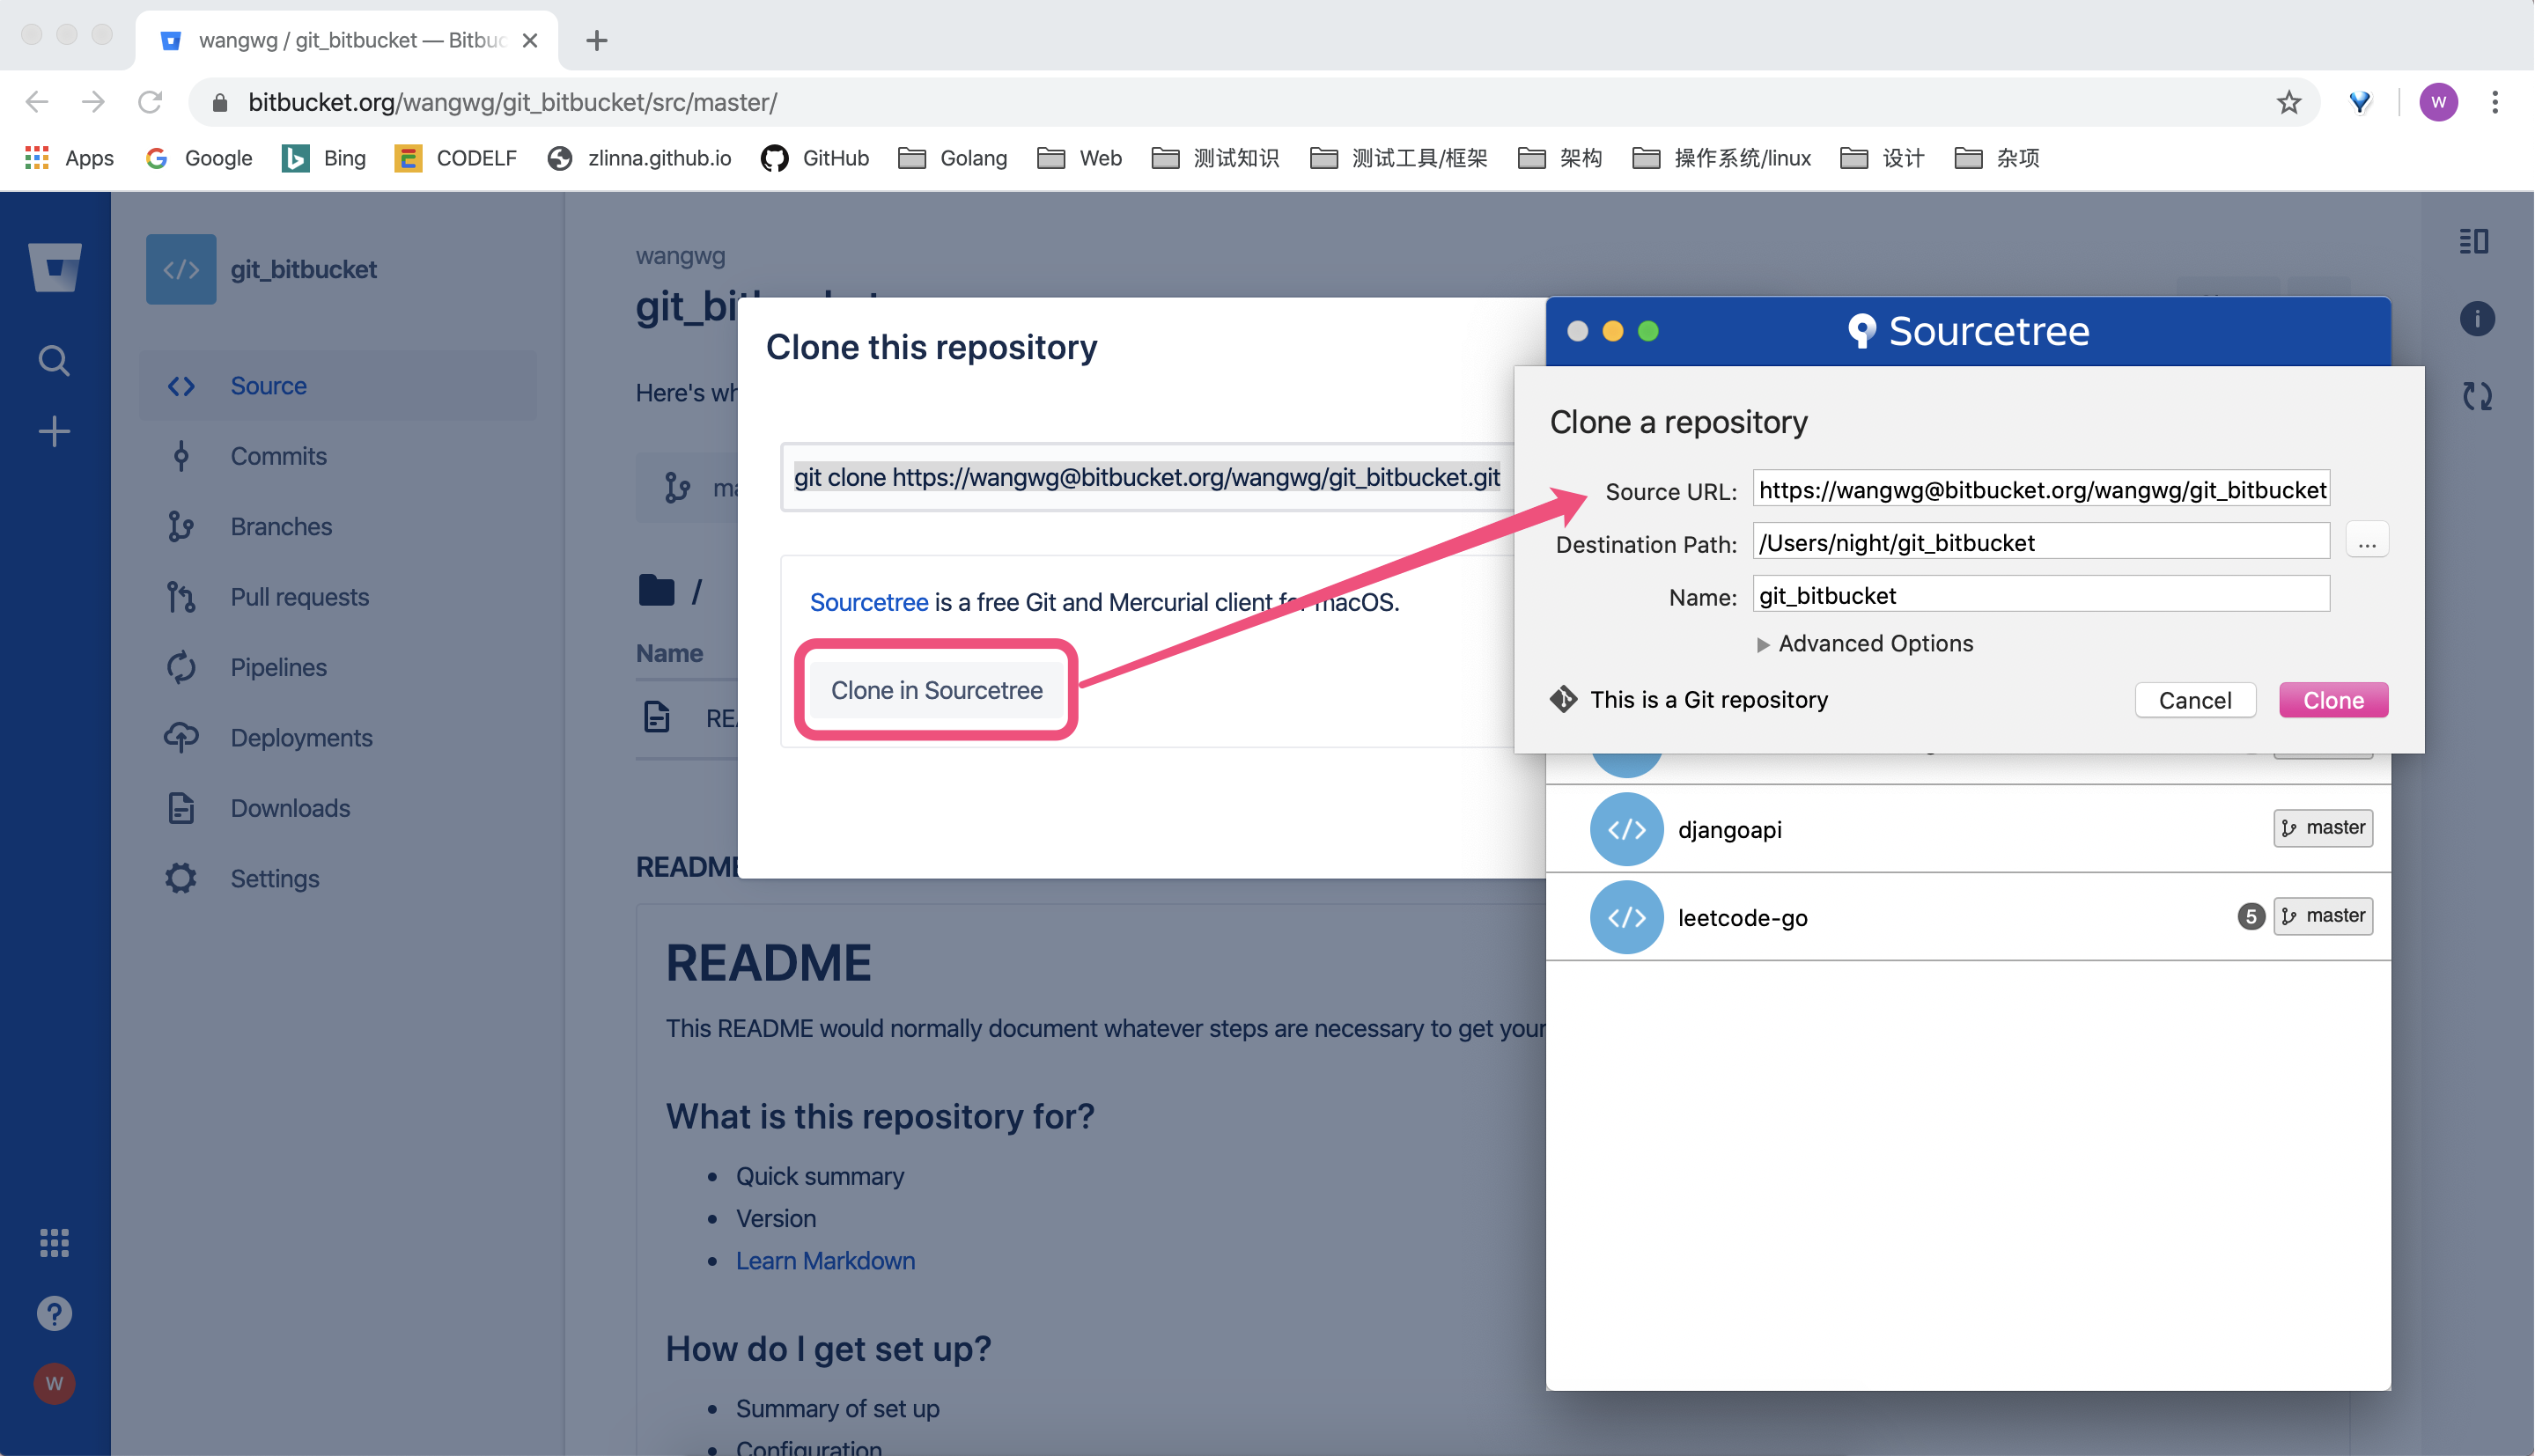 wangwg / git_bitbucket — Bitbuc
bitbucket.org/wangwg/git_bitbucket/src/master/
W
Apps
Google
Bing
CODELF
zlinna.github.io
GitHub
Golang
Web
测试知识
测试工具/框架
架构
操作系统/linux
设计
杂项
git_bitbucket
Source
Commits
Branches
Pull requests
Pipelines
Deployments
Downloads
Settings
W
wangwg
git_bi
Here's wh
ma
/
Name
RE
README
README
This README would normally document whatever steps are necessary to get your
What is this repository for?
• Quick summary
• Version
• Learn Markdown
How do I get set up?
• Summary of set up
• Configuration
Clone this repository
git clone https://wangwg@bitbucket.org/wangwg/git_bitbucket.git
Sourcetree is a free Git and Mercurial client for macOS.
Clone in Sourcetree
Sourcetree
Clone a repository
Source URL: https://wangwg@bitbucket.org/wangwg/git_bitbucket
Destination Path: /Users/night/git_bitbucket ...
Name: git_bitbucket
Advanced Options
This is a Git repository
Cancel
Clone
djangoapi master
leetcode-go 5 master